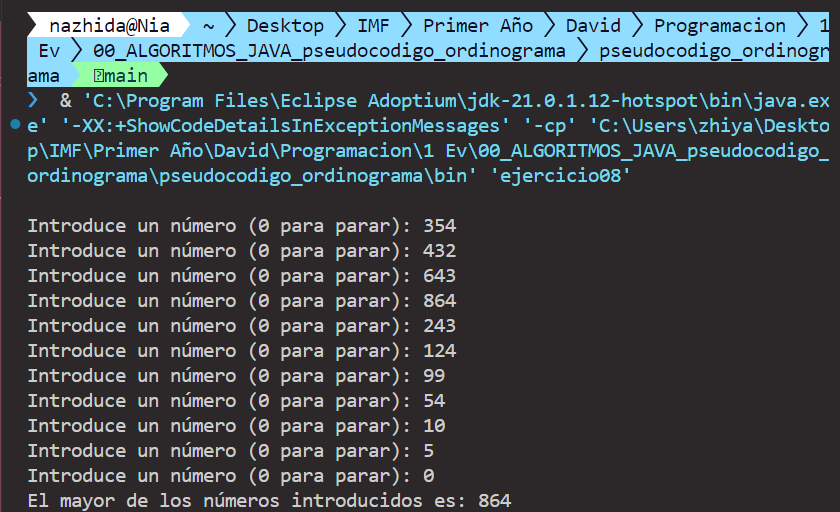 nazhida@Nia ~ Desktop IMF Primer Año David Programacion 1
Ev 00_ALGORITMOS_JAVA_pseudocodigo_ordinograma pseudocodigo_ordinogr
ama main
❯ & 'C:\Program Files\Eclipse Adoptium\jdk-21.0.1.12-hotspot\bin\java.ex
e' '-XX:+ShowCodeDetailsInExceptionMessages' '-cp' 'C:\Users\zhiya\Deskto
p\IMF\Primer Año\David\Programacion\1 Ev\00_ALGORITMOS_JAVA_pseudocodigo_
ordinograma\pseudocodigo_ordinograma\bin' 'ejercicio08'
Introduce un número (0 para parar): 354
Introduce un número (0 para parar): 432
Introduce un número (0 para parar): 643
Introduce un número (0 para parar): 864
Introduce un número (0 para parar): 243
Introduce un número (0 para parar): 124
Introduce un número (0 para parar): 99
Introduce un número (0 para parar): 54
Introduce un número (0 para parar): 10
Introduce un número (0 para parar): 5
Introduce un número (0 para parar): 0
El mayor de los números introducidos es: 864